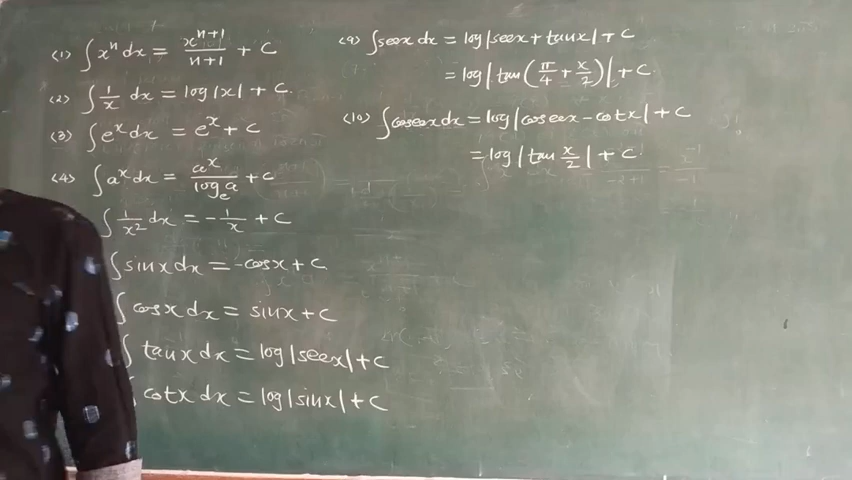 (1) ∫ xⁿ dx = xⁿ⁺¹/n+1 + c
(2) ∫ 1/x dx = log|x| + c.
(3) ∫ eˣ dx = eˣ + c
(4) ∫ aˣ dx = aˣ/logₑa + c
∫ 1/x² dx = -1/x + c
∫ sinx dx = -cosx + c.
∫ cosx dx = sinx + c
∫ tanx dx = log|secx| + c
∫ cotx dx = log|sinx| + c
(9) ∫ secx dx = log|secx + tanx| + c
= log|tan(π/4 + x/2)| + c.
(10) ∫ cosecx dx = log|cosecx - cotx| + c
= log|tan x/2| + c.